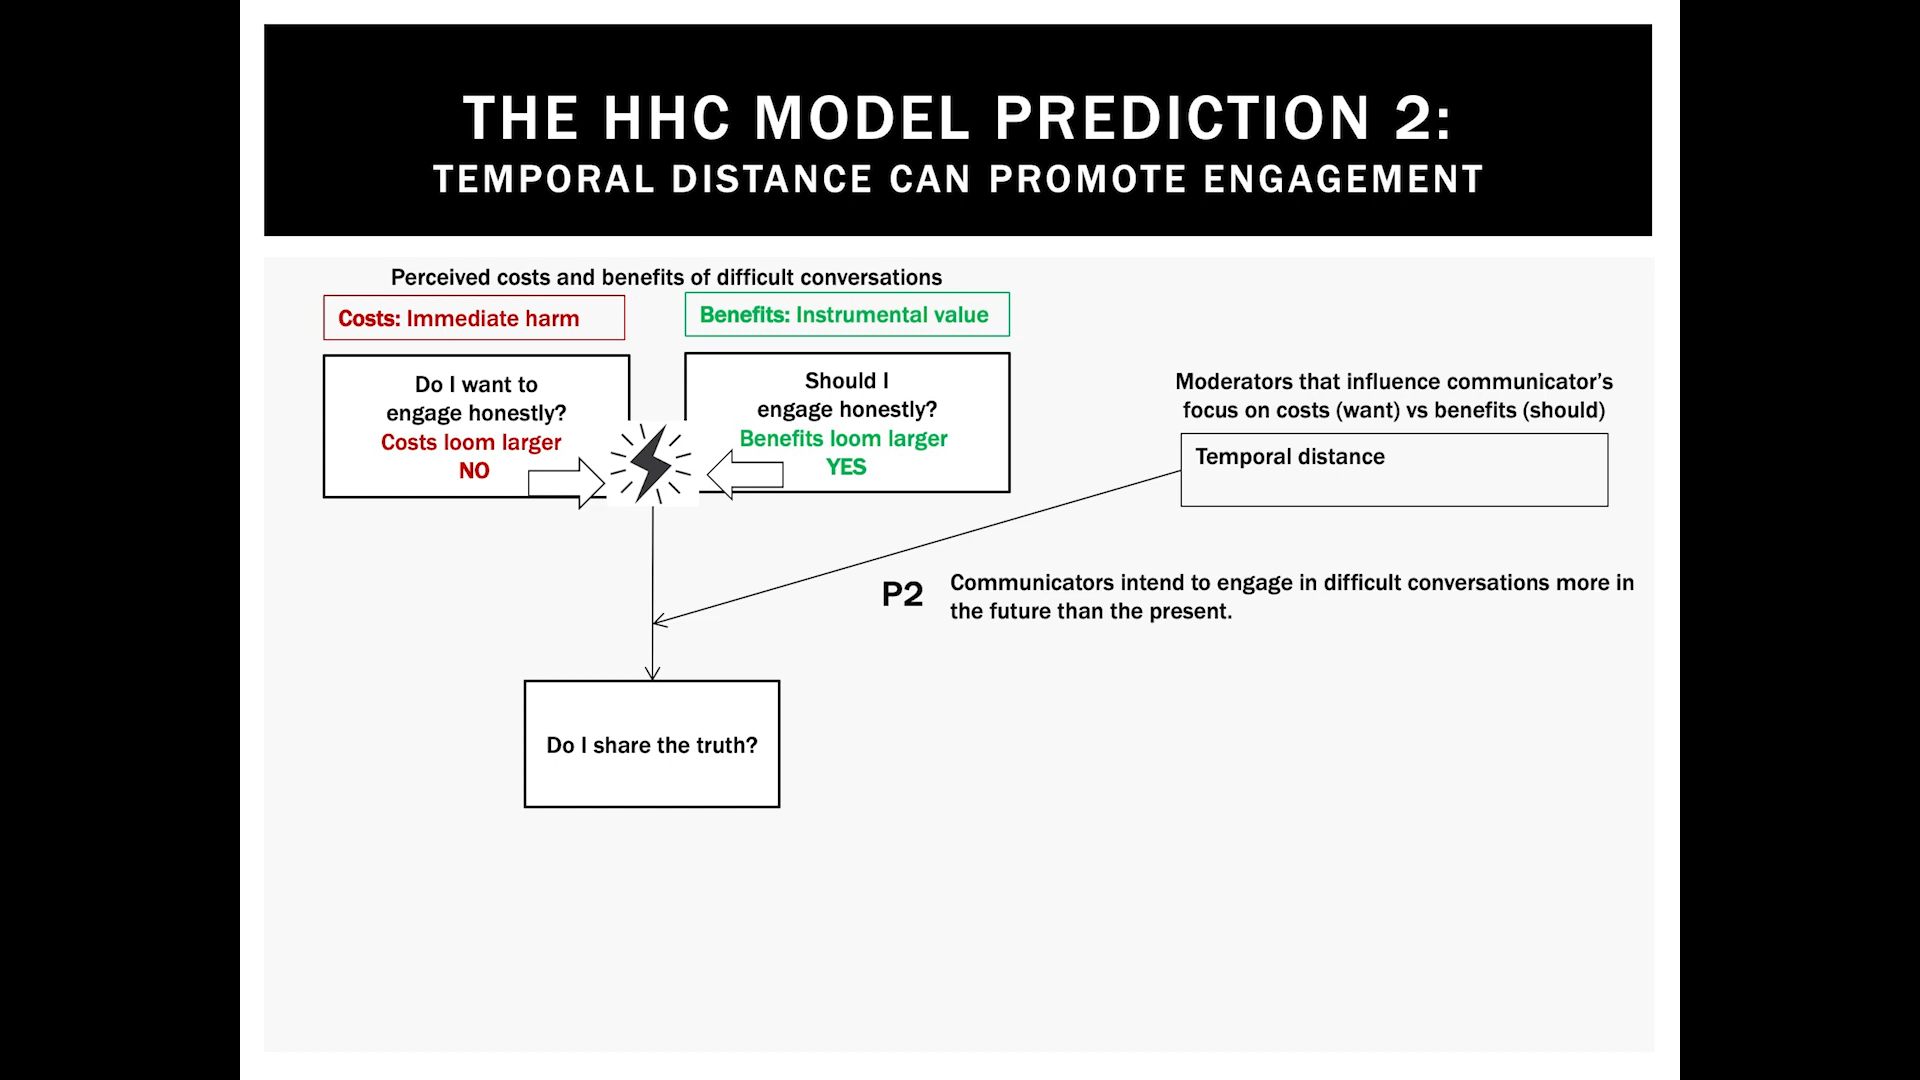 THE HHC MODEL PREDICTION 2:
TEMPORAL DISTANCE CAN PROMOTE ENGAGEMENT
Perceived costs and benefits of difficult conversations
Costs: Immediate harm
Benefits: Instrumental value
Do I want to
engage honestly?
Costs loom larger
NO
Should I
engage honestly?
Benefits loom larger
YES
Moderators that influence communicator’s
focus on costs (want) vs benefits (should)
Temporal distance
P2
Communicators intend to engage in difficult conversations more in
the future than the present.
Do I share the truth?